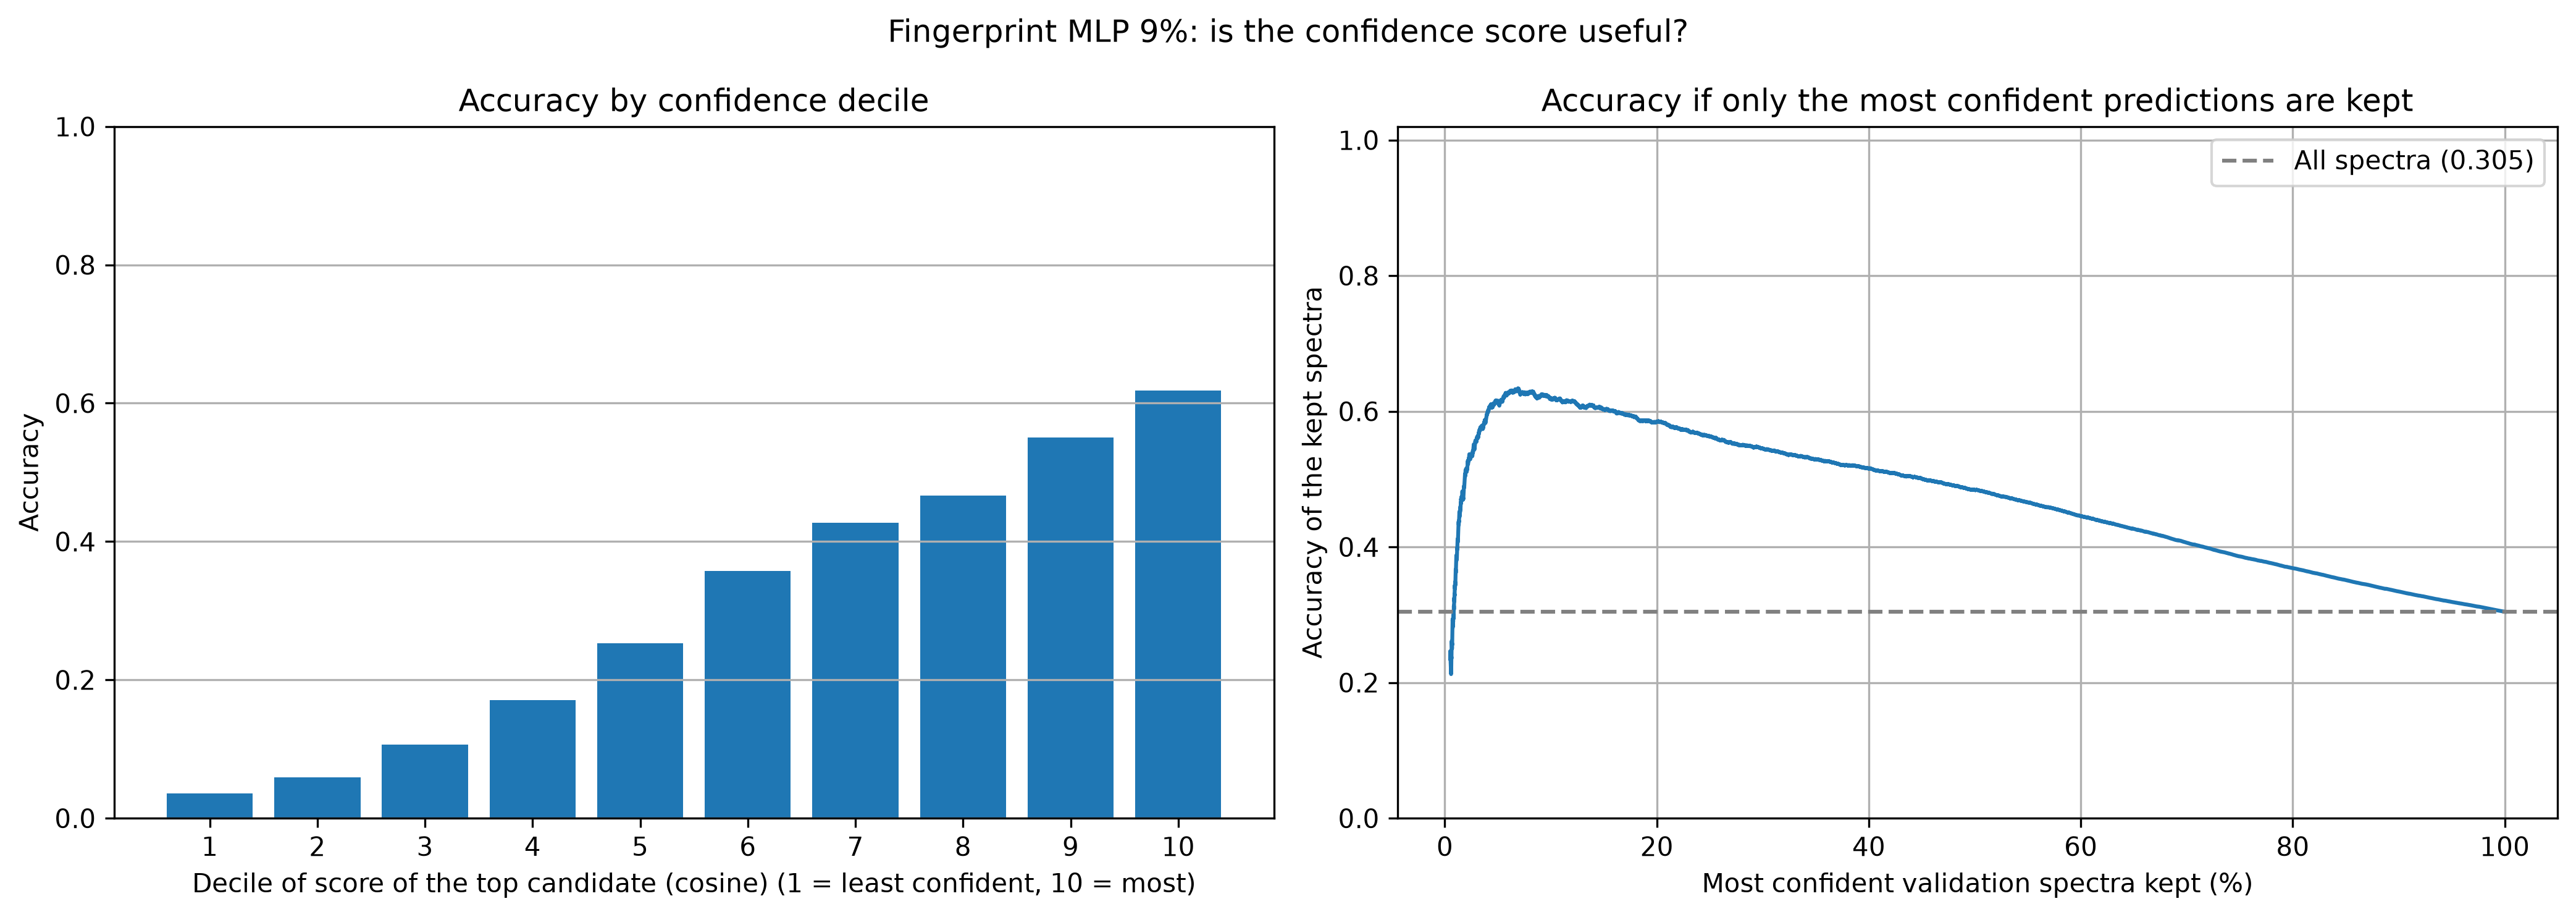 Fingerprint MLP 9%: is the confidence score useful?
Accuracy by confidence decile
1.0
0.8
0.6
0.4
0.2
0.0
Accuracy
1 2 3 4 5 6 7 8 9 10
Decile of score of the top candidate (cosine) (1 = least confident, 10 = most)
Accuracy if only the most confident predictions are kept
All spectra (0.305)
1.0
0.8
0.6
0.4
0.2
0.0
Accuracy of the kept spectra
0 20 40 60 80 100
Most confident validation spectra kept (%)